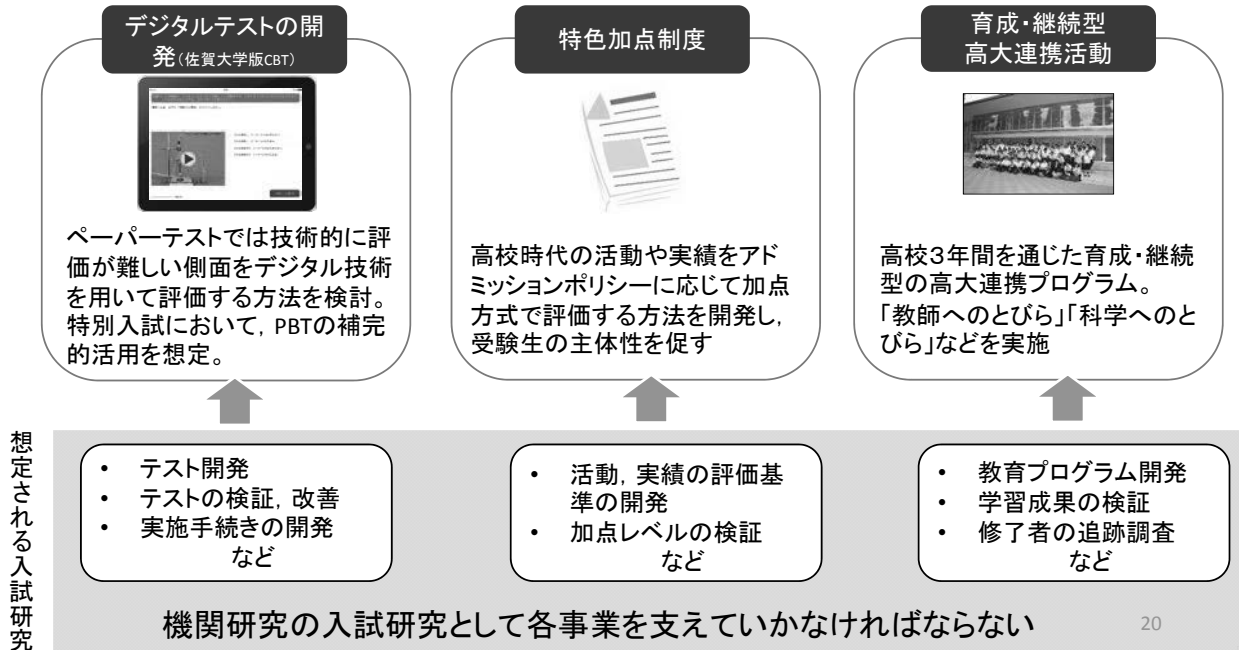 デジタルテストの開
発(佐賀大学版CBT)
ペーパーテストでは技術的に評
価が難しい側面をデジタル技術
を用いて評価する方法を検討。
特別入試において, PBTの補完
的活用を想定。
特色加点制度
高校時代の活動や実績をアド
ミッションポリシーに応じて加点
方式で評価する方法を開発し,
受験生の主体性を促す
育成・継続型
高大連携活動
高校3年間を通じた育成・継続
型の高大連携プログラム。
「教師へのとびら」「科学へのと
びら」などを実施
想定される入試研究
• テスト開発
• テストの検証, 改善
• 実施手続きの開発
など
• 活動, 実績の評価基
準の開発
• 加点レベルの検証
など
• 教育プログラム開発
• 学習成果の検証
• 修了者の追跡調査
など
機関研究の入試研究として各事業を支えていかなければならない
20